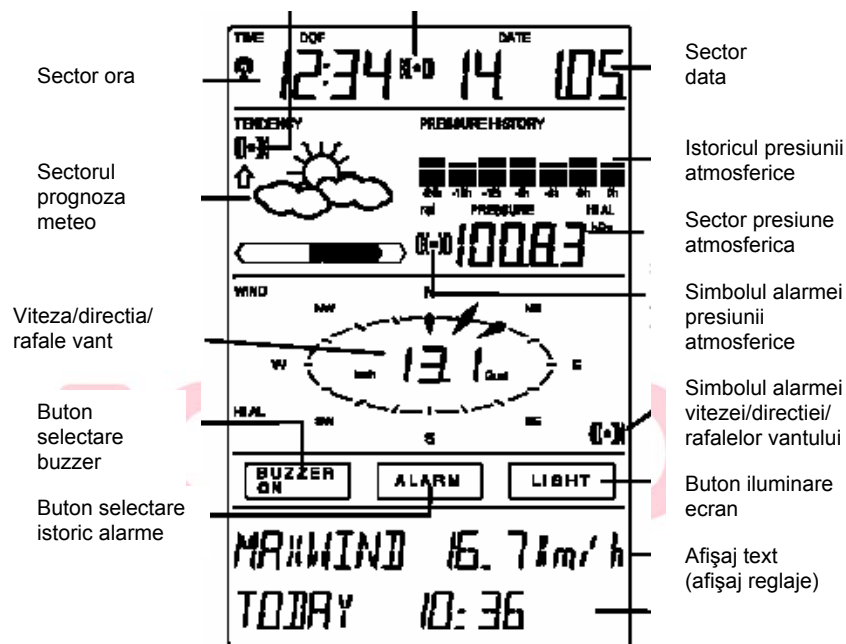 TIME DCF DATE
12:34 14 1.05
Sector ora
Sector
data
TENDENCY PRESSURE HISTORY
Istoricul presiunii
atmosferice
Sectorul
prognoza
meteo
rel PRESSURE HI AL
hPa
1008.3
Sector presiune
atmosferica
WIND
N
NW NE
Simbolul alarmei
presiunii
atmosferice
Viteza/directia/
rafale vant
W 13.1 Gust E
HI AL
SW SE
S
Simbolul alarmei
vitezei/directiei/
rafalelor vantului
Buton
selectare
buzzer
BUZZER
ON
ALARM
LIGHT
Buton iluminare
ecran
Buton selectare
istoric alarme
MAXWIND 16.7 Km/h
TODAY 10:36
Afişaj text
(afişaj reglaje)